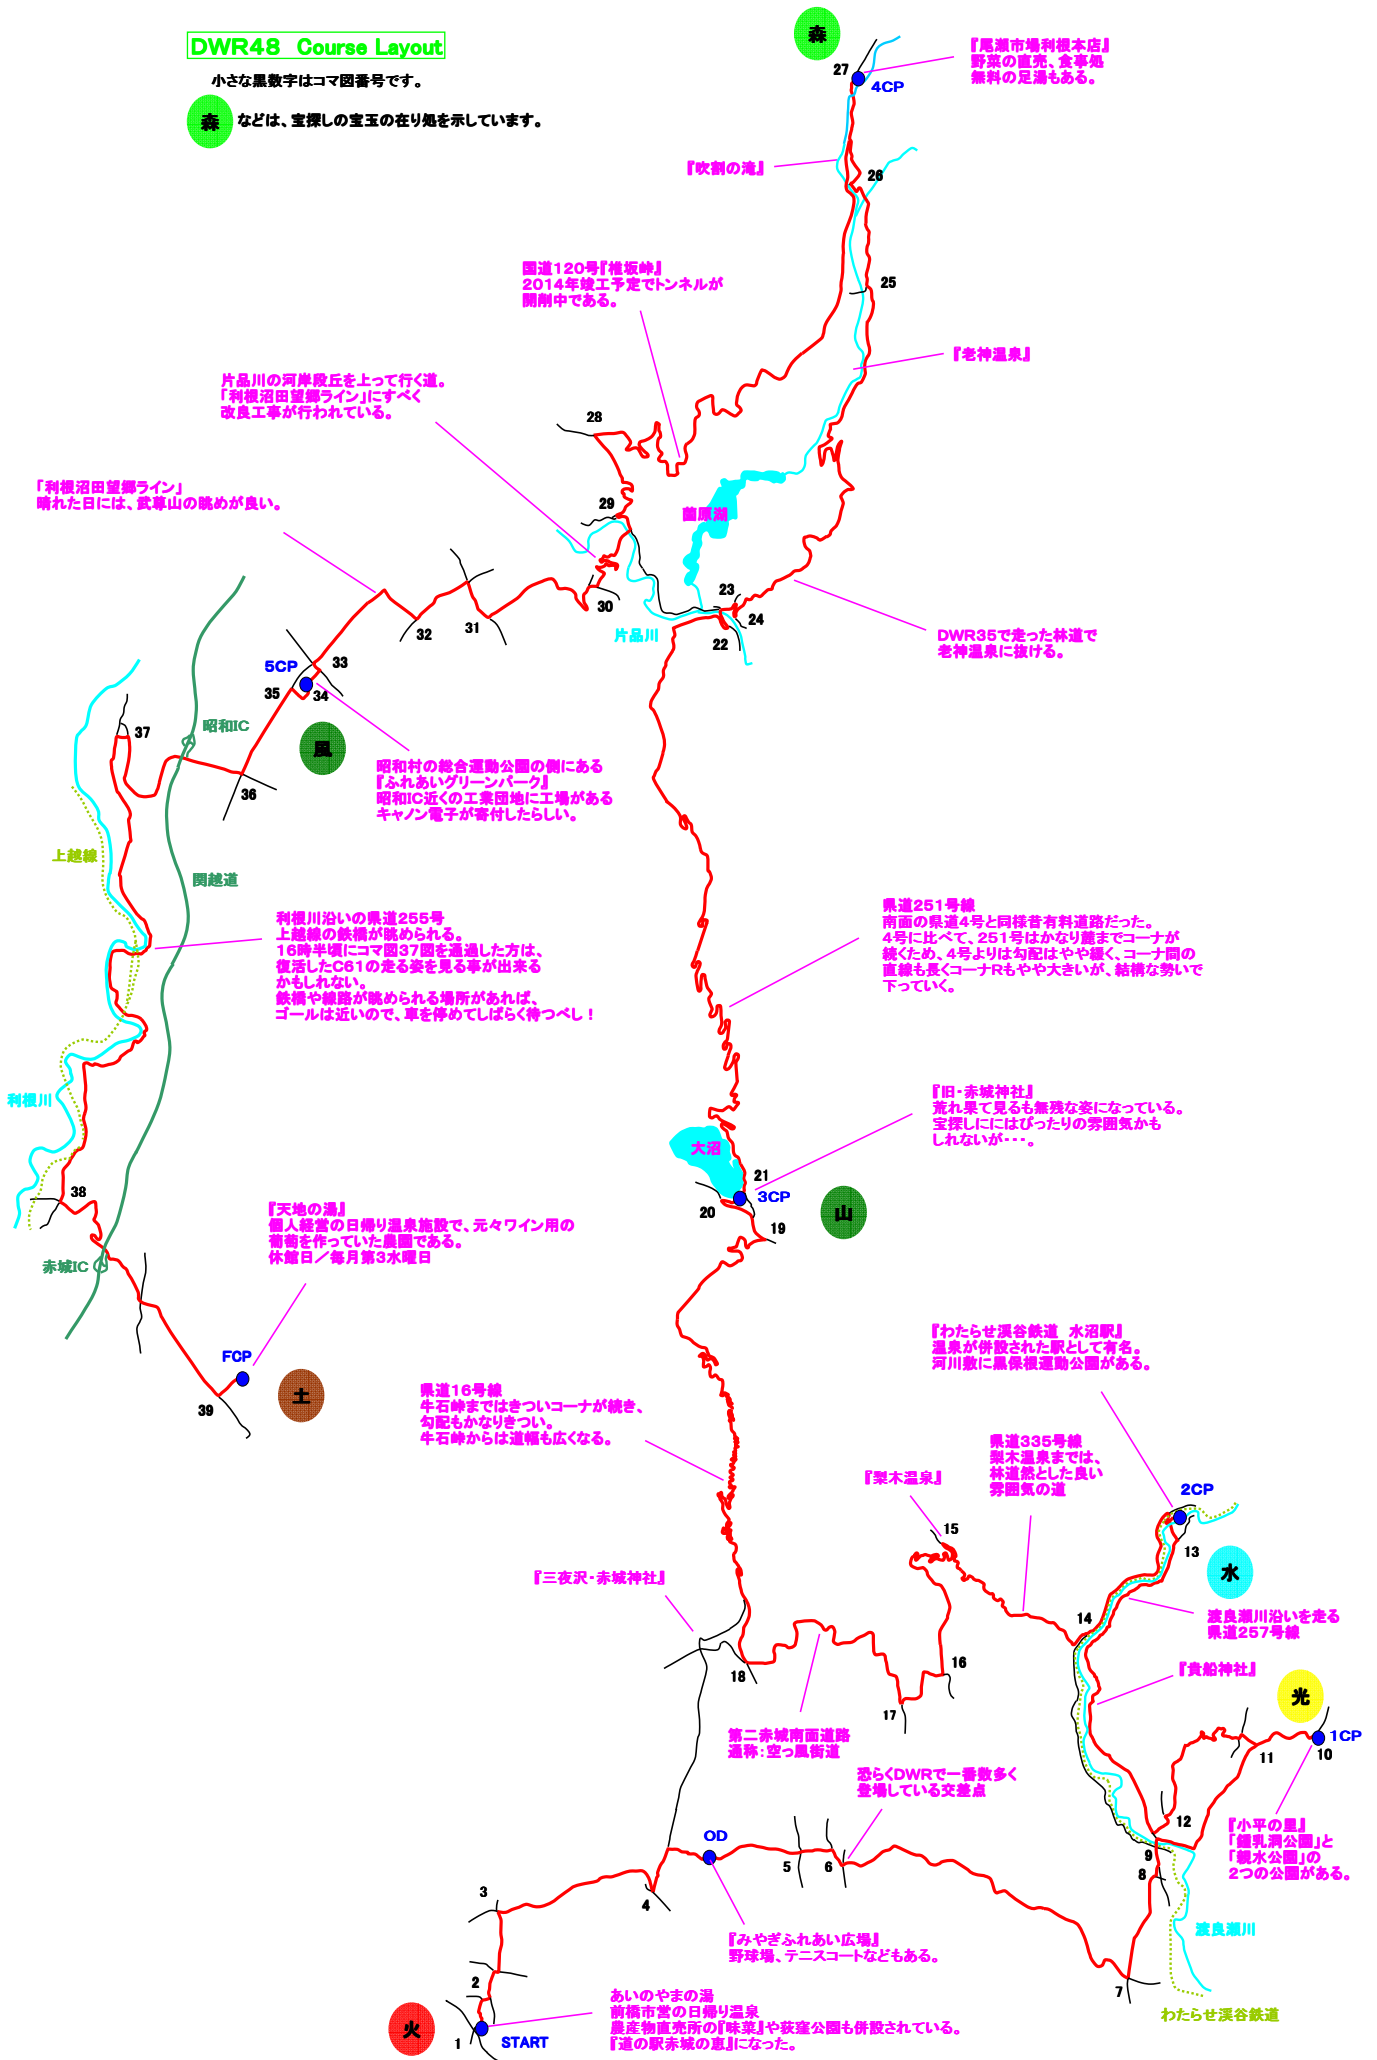 DWR48 Course Layout
小さな黒数字はコマ図番号です。
森
などは、宝探しの宝玉の在り処を示しています。
森
27
4CP
『尾瀬市場利根本店』
野菜の直売、食事処
無料の足湯もある。
『吹割の滝』
26
国道120号『椎坂峠』
2014年竣工予定でトンネルが
開削中である。
25
『老神温泉』
片品川の河岸段丘を上って行く道。
「利根沼田望郷ライン」にすべく
改良工事が行われている。
28
「利根沼田望郷ライン」
晴れた日には、武尊山の眺めが良い。
29
薗原湖
30
31
32
23
24
22
片品川
DWR35で走った林道で
老神温泉に抜ける。
5CP
33
35
34
風
37
昭和IC
36
昭和村の総合運動公園の側にある
『ふれあいグリーンパーク』
昭和IC近くの工業団地に工場がある
キヤノン電子が寄付したらしい。
上越線
関越道
利根川沿いの県道255号
上越線の鉄橋が眺められる。
16時半頃にコマ図37図を通過した方は、
復活したC61の走る姿を見る事が出来る
かもしれない。
鉄橋や線路が眺められる場所があれば、
ゴールは近いので、車を停めてしばらく待つべし！
県道251号線
南面の県道4号と同様昔有料道路だった。
4号に比べて、251号はかなり麓までコーナが
続くため、4号よりは勾配はやや緩く、コーナ間の
直線も長くコーナRもやや大きいが、結構な勢いで
下っていく。
利根川
『旧・赤城神社』
荒れ果て見るも無残な姿になっている。
宝探しににはぴったりの雰囲気かも
しれないが・・・。
大沼
21
3CP
20
19
山
38
『天地の湯』
個人経営の日帰り温泉施設で、元々ワイン用の
葡萄を作っていた農園である。
休館日／毎月第3水曜日
赤城IC
FCP
土
39
『わたらせ渓谷鉄道 水沼駅』
温泉が併設された駅として有名。
河川敷に黒保根運動公園がある。
県道16号線
牛石峠まではきついコーナが続き、
勾配もかなりきつい。
牛石峠からは道幅も広くなる。
県道335号線
梨木温泉までは、
林道然とした良い
雰囲気の道
『梨木温泉』
15
2CP
13
水
『三夜沢・赤城神社』
14
渡良瀬川沿いを走る
県道257号線
18
16
『貴船神社』
17
光
第二赤城南面道路
通称：空っ風街道
11
10
1CP
恐らくDWRで一番数多く
登場している交差点
12
『小平の里』
「鍾乳洞公園」と
「親水公園」の
2つの公園がある。
OD
5
6
9
8
3
4
『みやぎふれあい広場』
野球場、テニスコートなどもある。
渡良瀬川
7
わたらせ渓谷鉄道
2
火
1
START
あいのやまの湯
前橋市営の日帰り温泉
農産物直売所の『味菜』や荻窪公園も併設されている。
『道の駅赤城の恵』になった。